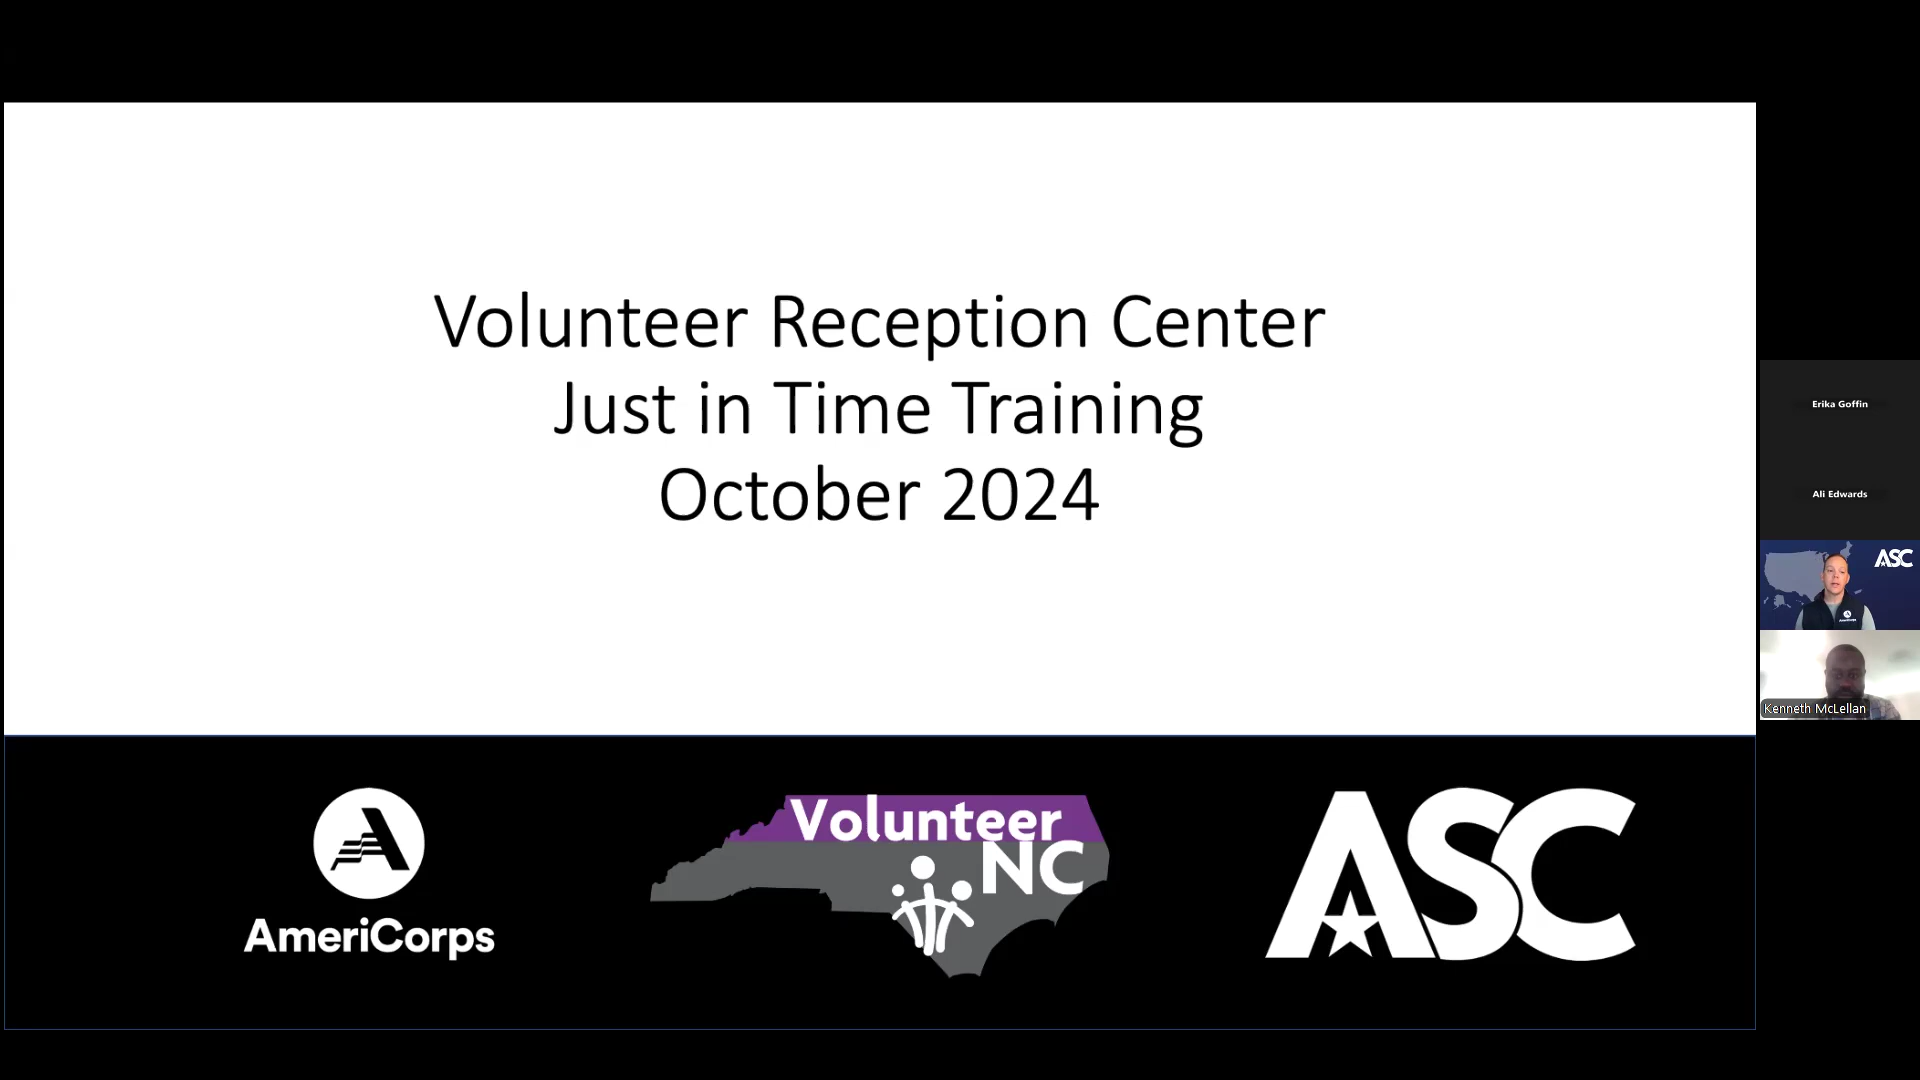 Volunteer Reception Center
Just in Time Training
October 2024
AmeriCorps
Volunteer
NC
ASC
Erika Goffin
Ali Edwards
ASC
AmeriCorps
Kenneth McLellan